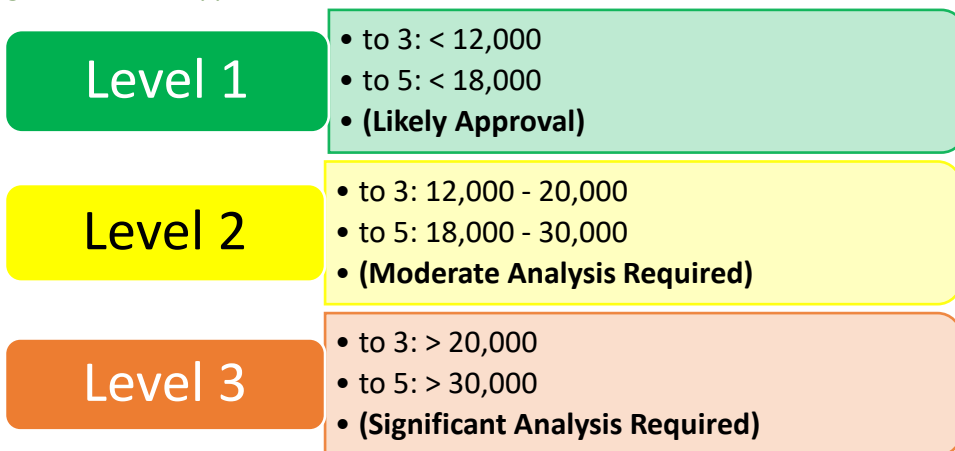 Level 1
• to 3: < 12,000
• to 5: < 18,000
• (Likely Approval)
Level 2
• to 3: 12,000 - 20,000
• to 5: 18,000 - 30,000
• (Moderate Analysis Required)
Level 3
• to 3: > 20,000
• to 5: > 30,000
• (Significant Analysis Required)